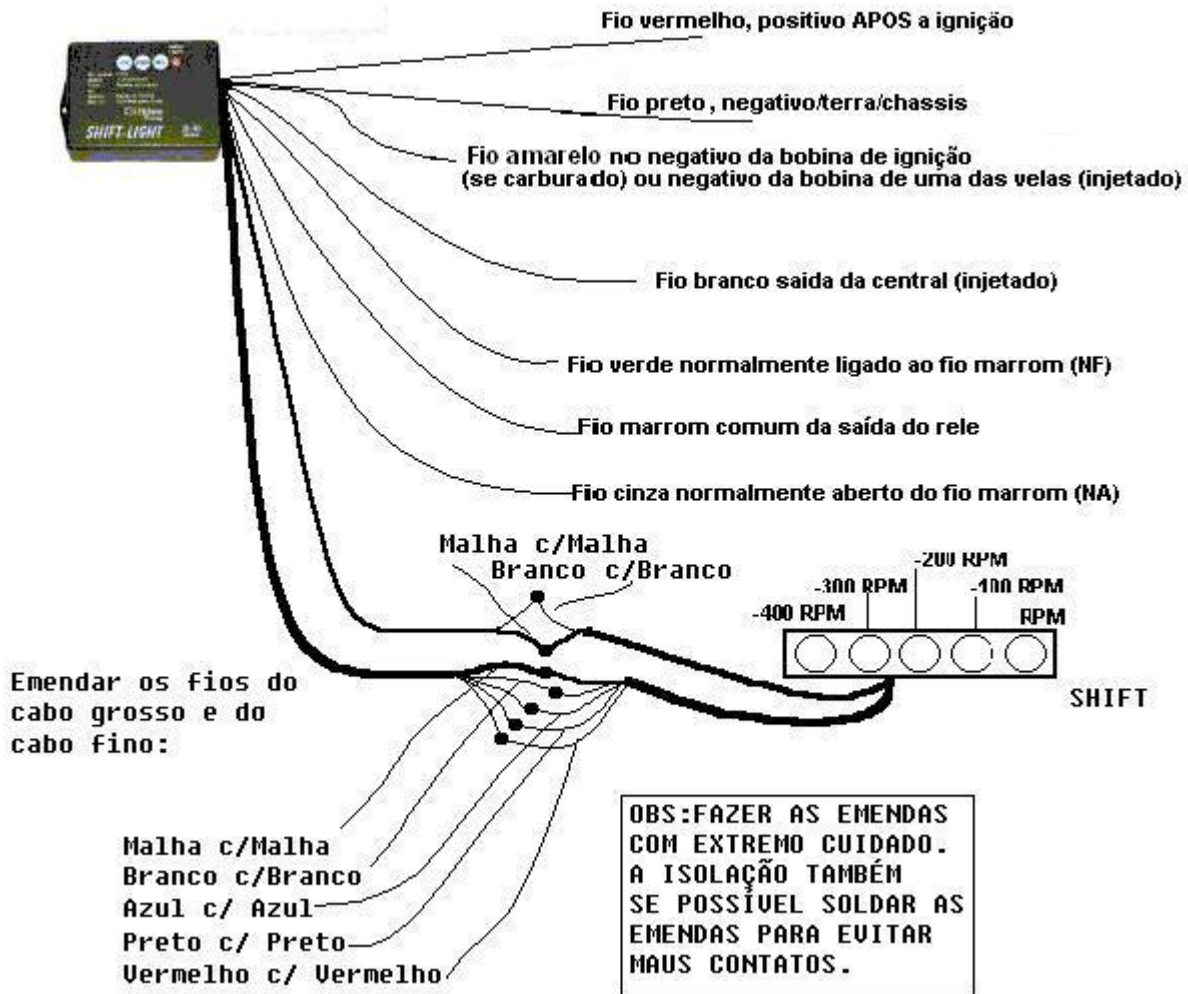 Fio vermelho, positivo APOS a ignição
Fio preto , negativo/terra/chassis
Fio amarelo no negativo da bobina de ignição
(se carburado) ou negativo da bobina de uma das velas (injetado)
SHIFT-LIGHT
Fio branco saida da central (injetado)
Fio verde normalmente ligado ao fio marrom (NF)
Fio marrom comum da saída do rele
Fio cinza normalmente aberto do fio marrom (NA)
Malha c/Malha
Branco c/Branco
-200 RPM
-300 RPM
-100 RPM
-400 RPM
RPM
SHIFT
Emendar os fios do
cabo grosso e do
cabo fino:
Malha c/Malha
Branco c/Branco
Azul c/ Azul
Preto c/ Preto
Vermelho c/ Vermelho
OBS:FAZER AS EMENDAS
COM EXTREMO CUIDADO.
A ISOLAÇÃO TAMBÉM
SE POSSÍVEL SOLDAR AS
EMENDAS PARA EVITAR
MAUS CONTATOS.